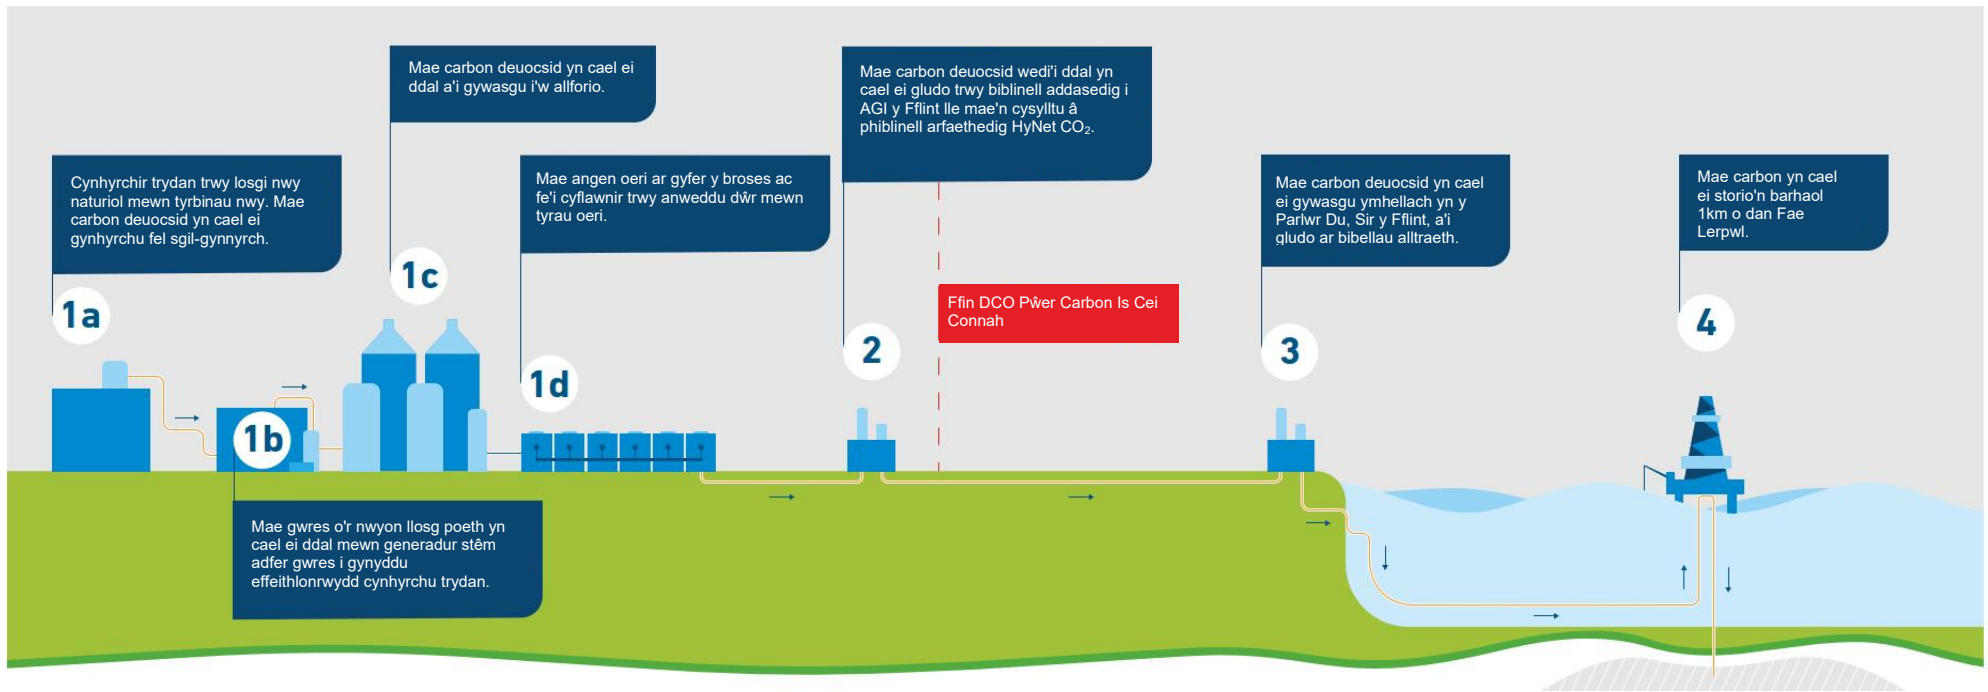 Cynhyrchir trydan trwy losgi nwy
naturiol mewn tyrbinau nwy. Mae
carbon deuocsid yn cael ei
gynhyrchu fel sgil-gynnyrch.
1a
Mae gwres o'r nwyon llosg poeth yn
cael ei ddal mewn generadur stêm
adfer gwres i gynyddu
effeithlonrwydd cynhyrchu trydan.
1b
Mae carbon deuocsid yn cael ei
ddal a'i gywasgu i'w allforio.
1c
Mae angen oeri ar gyfer y broses ac
fe'i cyflawnir trwy anweddu dŵr mewn
tyrau oeri.
1d
Mae carbon deuocsid wedi'i ddal yn
cael ei gludo trwy biblinell addasedig i
AGI y Fflint lle mae'n cysylltu â
phiblinell arfaethedig HyNet CO₂.
2
Ffin DCO Pŵer Carbon Is Cei
Connah
Mae carbon deuocsid yn cael
ei gywasgu ymhellach yn y
Parlwr Du, Sir y Fflint, a'i
gludo ar bibellau alltraeth.
3
Mae carbon yn cael
ei storio'n barhaol
1km o dan Fae
Lerpwl.
4